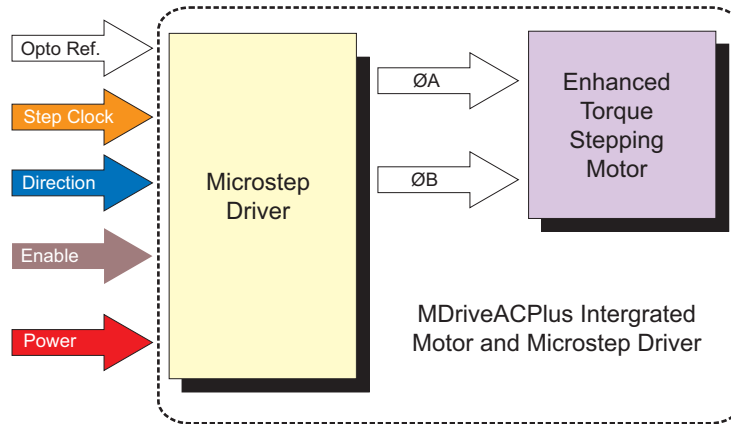 Opto Ref.
Step Clock
Direction
Enable
Power
Microstep
Driver
ØA
ØB
Enhanced
Torque
Stepping
Motor
MDriveACPlus Intergrated
Motor and Microstep Driver